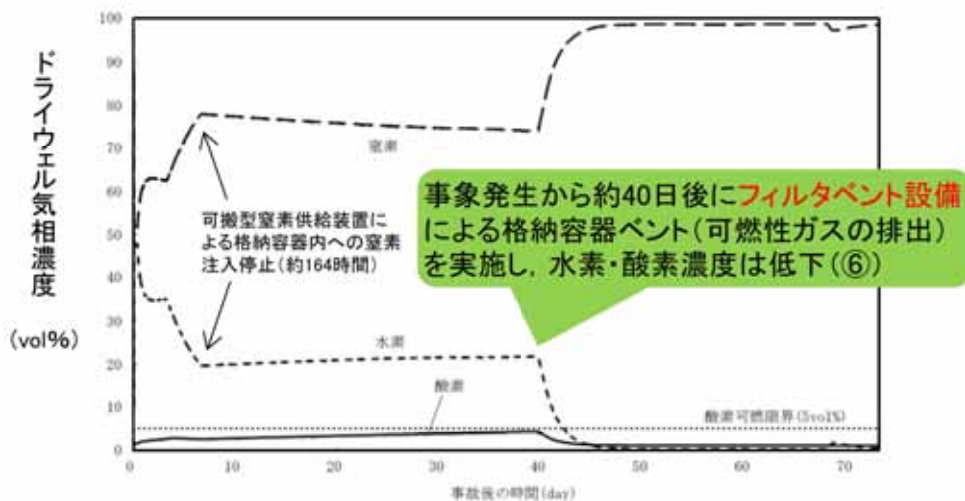 100
90
80
70
60
50
40
30
20
10
0
ドライウェル気相濃度
(vol%)
窒素
可搬型窒素供給装置に
よる格納容器内への窒素
注入停止(約164時間)
事象発生から約40日後にフィルタベント設備
による格納容器ベント(可燃性ガスの排出)
を実施し,水素・酸素濃度は低下(⑥)
水素
酸素
酸素可燃限界(5vol%)
0 10 20 30 40 50 60 70
事故後の時間(day)